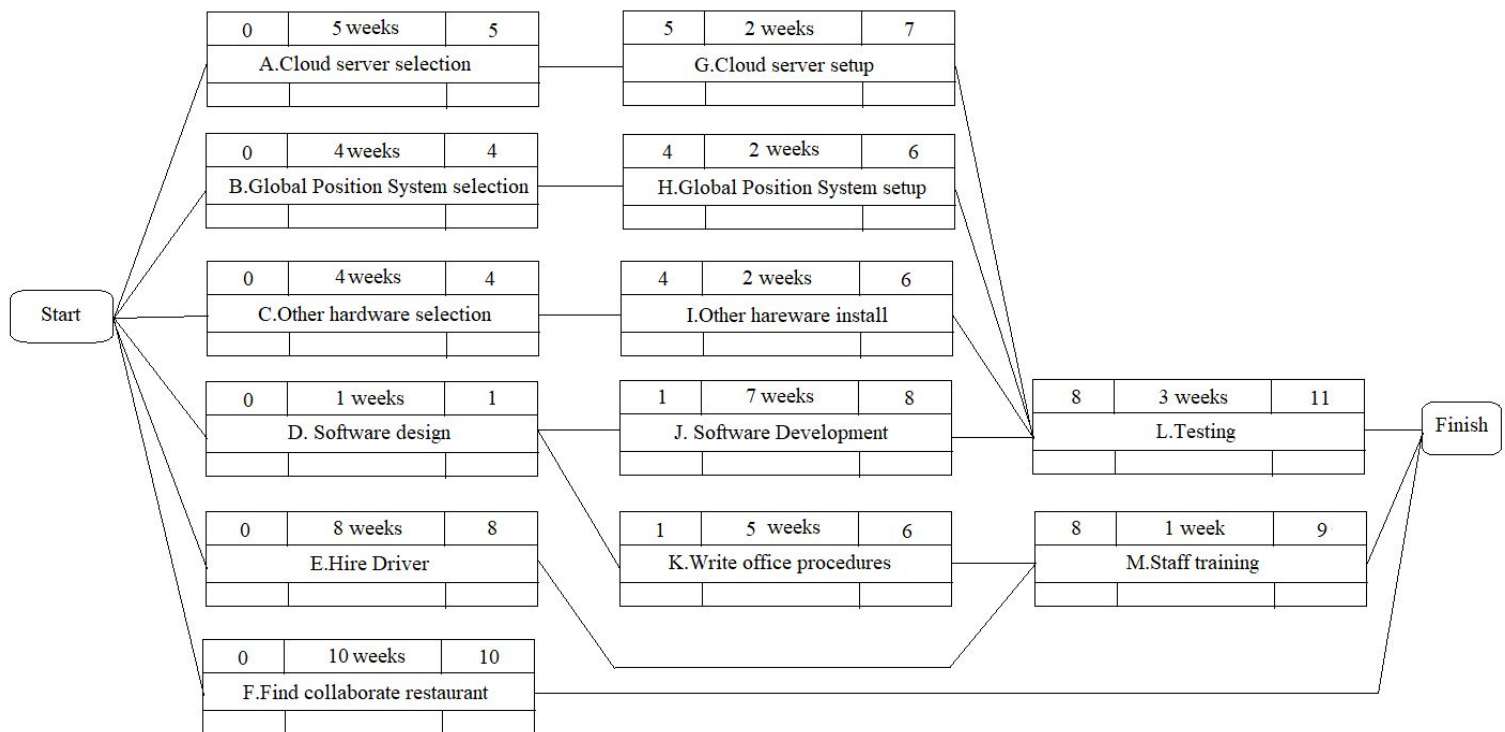 0 5 weeks 5
A.Cloud server selection
5 2 weeks 7
G.Cloud server setup
0 4 weeks 4
B.Global Position System selection
4 2 weeks 6
H.Global Position System setup
0 4 weeks 4
C.Other hardware selection
4 2 weeks 6
I.Other hareware install
Start
0 1 weeks 1
D. Software design
1 7 weeks 8
J. Software Development
8 3 weeks 11
L.Testing
Finish
0 8 weeks 8
E.Hire Driver
1 5 weeks 6
K.Write office procedures
8 1 week 9
M.Staff training
0 10 weeks 10
F.Find collaborate restaurant